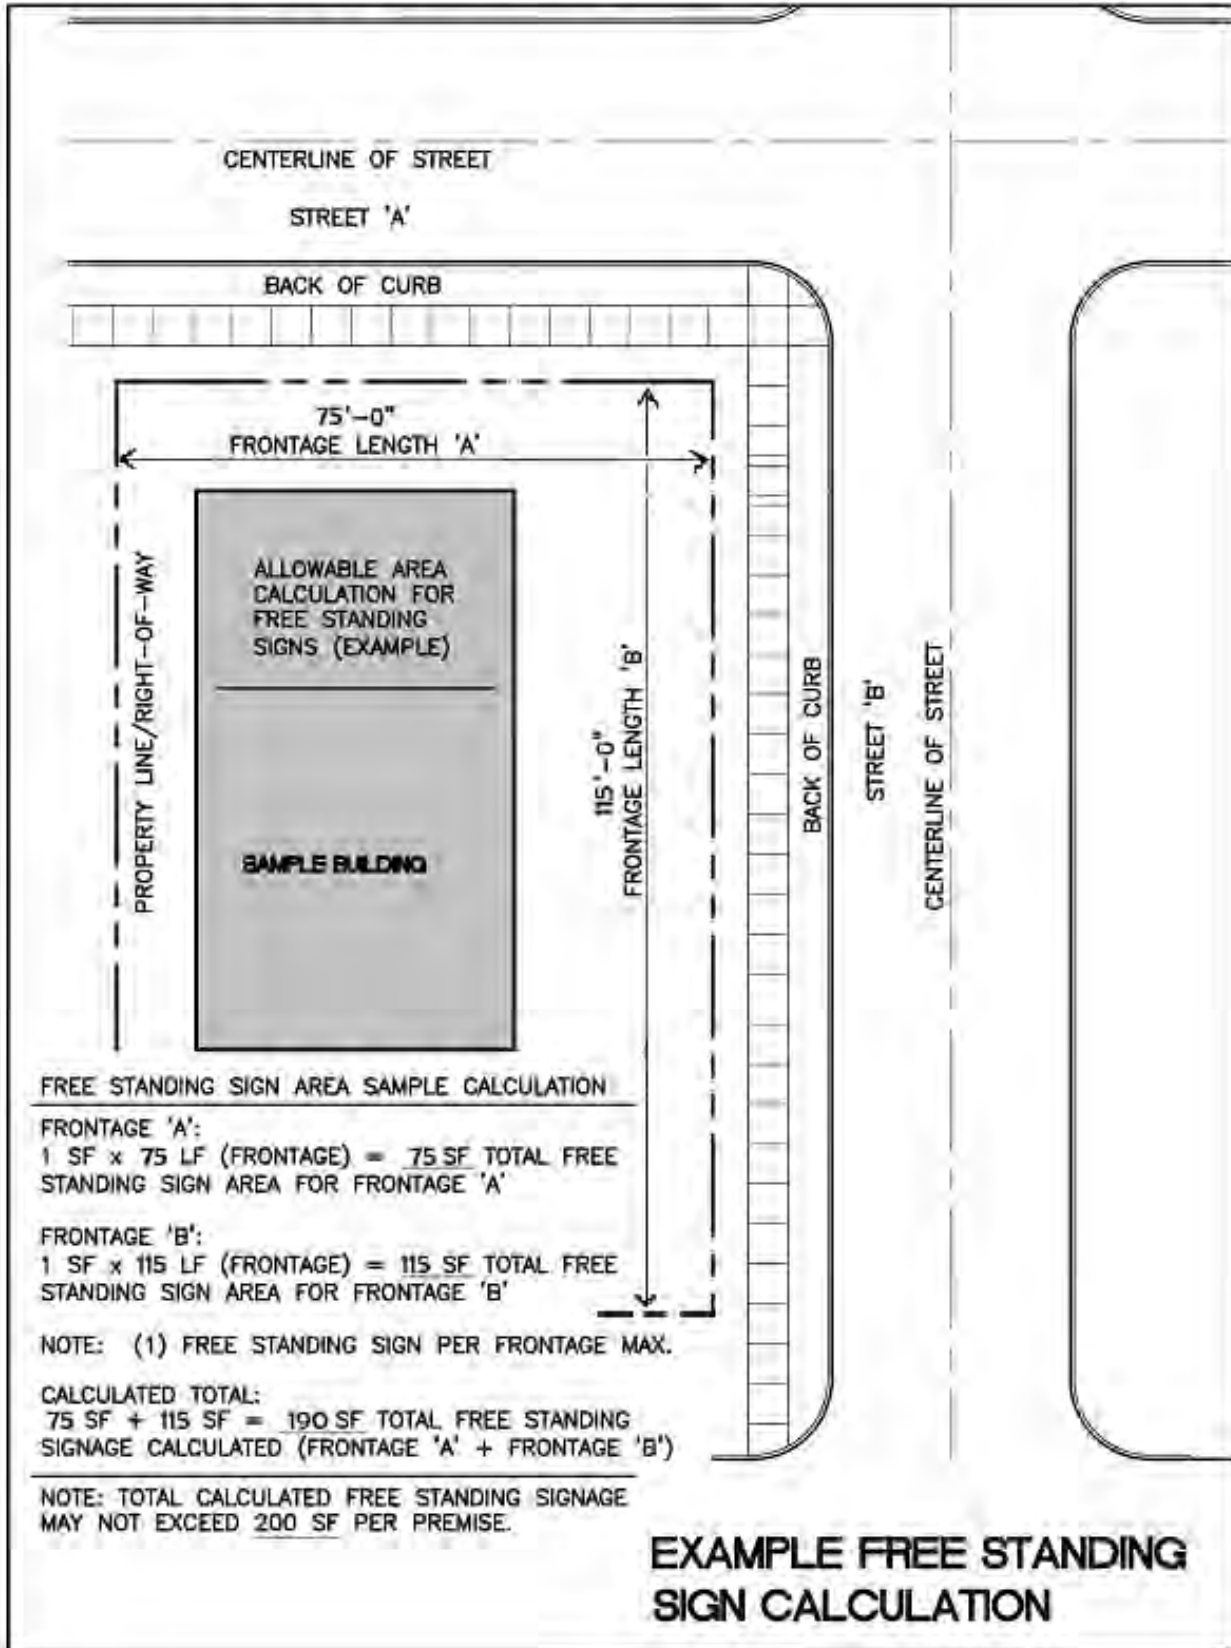 CENTERLINE OF STREET
STREET 'A'
BACK OF CURB
75'-0"
FRONTAGE LENGTH 'A'
PROPERTY LINE/RIGHT-OF-WAY
ALLOWABLE AREA
CALCULATION FOR
FREE STANDING
SIGNS (EXAMPLE)
SAMPLE BUILDING
115'-0"
FRONTAGE LENGTH 'B'
BACK OF CURB
STREET 'B'
CENTERLINE OF STREET
FREE STANDING SIGN AREA SAMPLE CALCULATION
FRONTAGE 'A':
1 SF x 75 LF (FRONTAGE) = 75 SF TOTAL FREE
STANDING SIGN AREA FOR FRONTAGE 'A'
FRONTAGE 'B':
1 SF x 115 LF (FRONTAGE) = 115 SF TOTAL FREE
STANDING SIGN AREA FOR FRONTAGE 'B'
NOTE: (1) FREE STANDING SIGN PER FRONTAGE MAX.
CALCULATED TOTAL:
75 SF + 115 SF = 190 SF TOTAL FREE STANDING
SIGNAGE CALCULATED (FRONTAGE 'A' + FRONTAGE 'B')
NOTE: TOTAL CALCULATED FREE STANDING SIGNAGE
MAY NOT EXCEED 200 SF PER PREMISE.
EXAMPLE FREE STANDING
SIGN CALCULATION